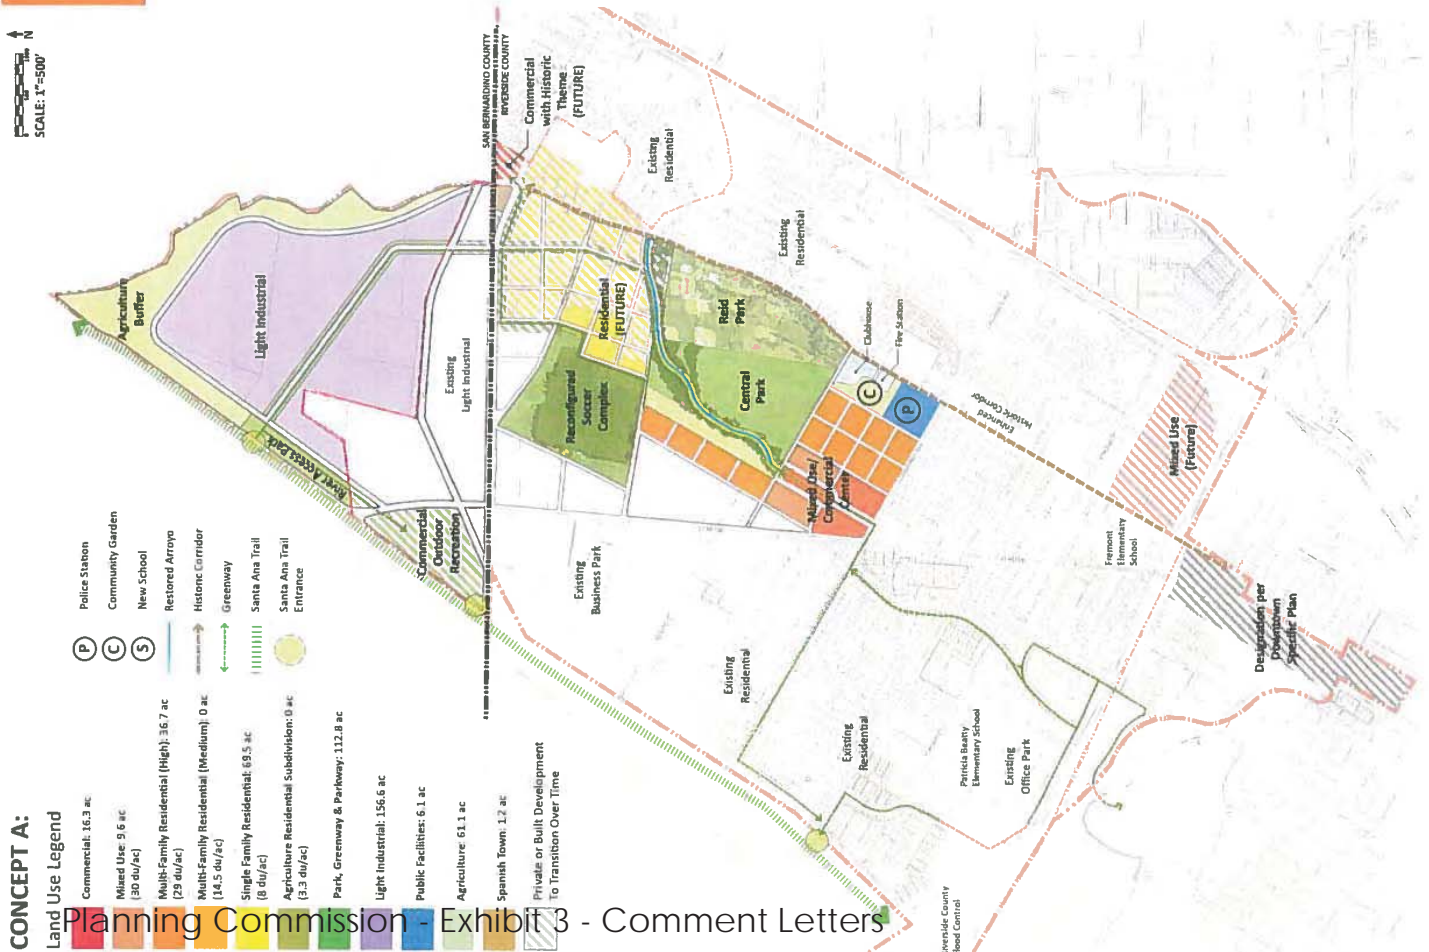 CONCEPT A:
Land Use Legend
Commercial: 16.3 ac
Mixed Use: 9.6 ac
(30 du/ac)
Multi-Family Residential (High): 36.7 ac
(29 du/ac)
Multi-Family Residential (Medium): 0 ac
(14.5 du/ac)
Single Family Residential: 69.5 ac
(8 du/ac)
Agriculture Residential Subdivision: 0 ac
(3.3 du/ac)
Park, Greenway & Parkway: 112.8 ac
Light Industrial: 156.6 ac
Public Facilities: 6.1 ac
Agriculture: 61.1 ac
Spanish Town: 1.2 ac
Private or Built Development
To Transition Over Time
P Police Station
C Community Garden
S New School
Restored Arroyo
Historic Corridor
Greenway
Santa Ana Trail
Santa Ana Trail
Entrance
N
SCALE: 1"=500'
SAN BERNARDINO COUNTY
RIVERSIDE COUNTY
Commercial
with Historic
Theme
(FUTURE)
Existing
Residential
Agriculture
Buffer
Light Industrial
Existing
Light Industrial
River Access Park
Commercial
Outdoor
Recreation
Residential
(FUTURE)
Reconfigured
Soccer
Complex
Reid
Park
Central
Park
Existing
Residential
Clubhouse
Fire Station
C
P
Mixed Use/
Commercial
Center
Existing
Business Park
Enhanced
Historic Corridor
Mixed Use
(Future)
Fremont
Elementary
School
Designation per
Downtown
Specific Plan
Existing
Residential
Existing
Residential
Patricia Beatty
Elementary School
Existing
Office Park
Planning Commission - Exhibit 3 - Comment Letters